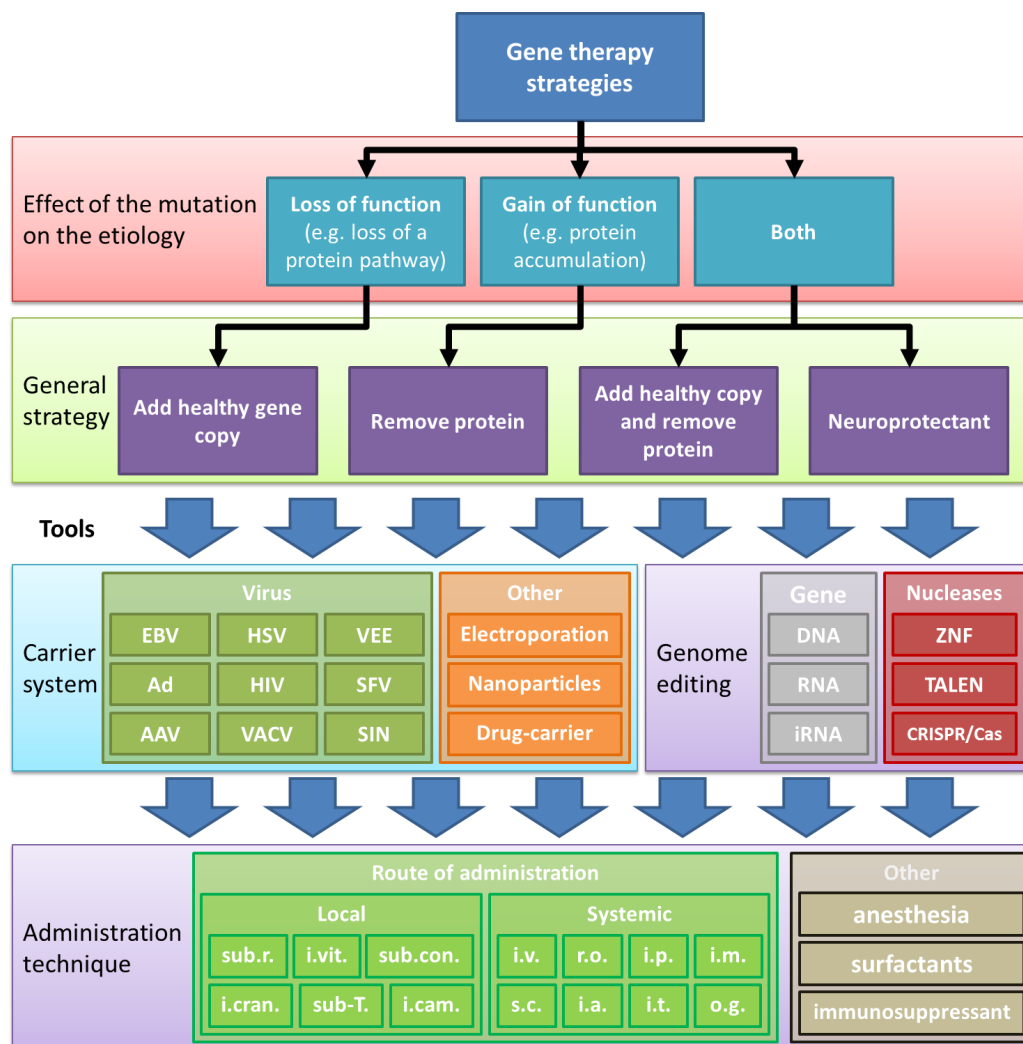 Gene therapy
strategies
Effect of the mutation
on the etiology
Loss of function
(e.g. loss of a
protein pathway)
Gain of function
(e.g. protein
accumulation)
Both
General
strategy
Add healthy gene
copy
Remove protein
Add healthy copy
and remove
protein
Neuroprotectant
Tools
Carrier
system
Virus
EBV HSV VEE
Ad HIV SFV
AAV VACV SIN
Other
Electroporation
Nanoparticles
Drug-carrier
Genome
editing
Gene
DNA
RNA
iRNA
Nucleases
ZNF
TALEN
CRISPR/Cas
Administration
technique
Route of administration
Local
sub.r. i.vit. sub.con.
i.cran. sub-T. i.cam.
Systemic
i.v. r.o. i.p. i.m.
s.c. i.a. i.t. o.g.
Other
anesthesia
surfactants
immunosuppressant